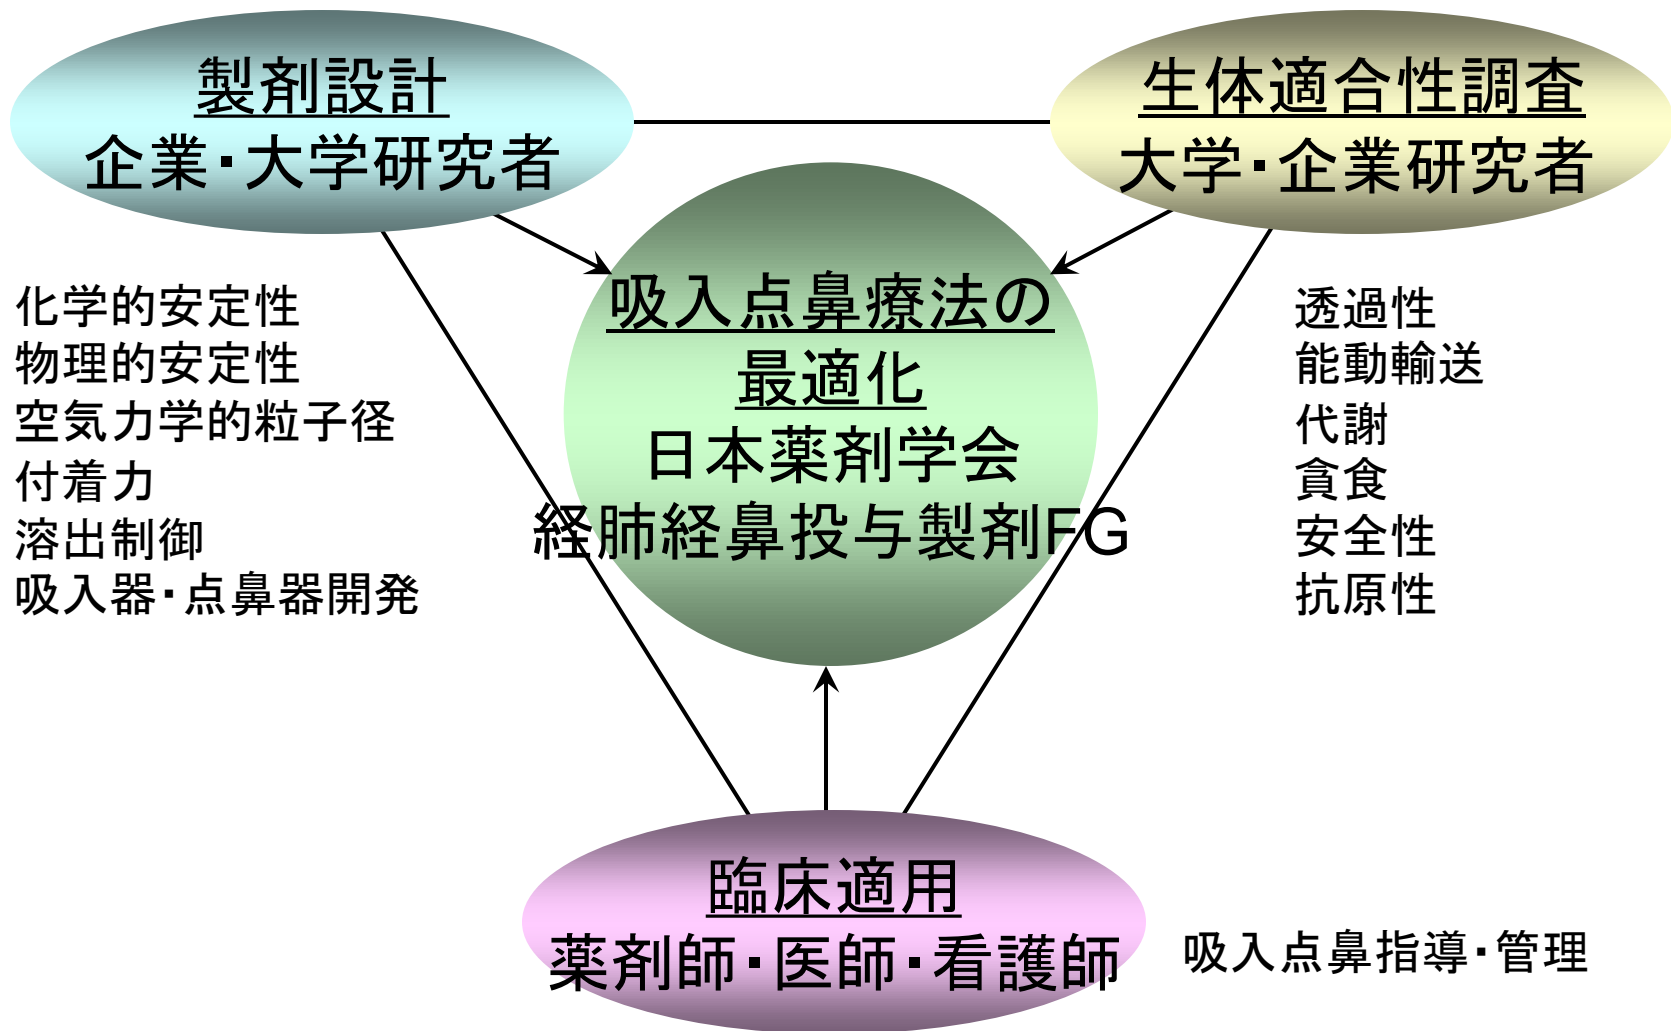 製剤設計
企業・大学研究者
生体適合性調査
大学・企業研究者
吸入点鼻療法の
最適化
日本薬剤学会
経肺経鼻投与製剤FG
化学的安定性
物理的安定性
空気力学的粒子径
付着力
溶出制御
吸入器・点鼻器開発
透過性
能動輸送
代謝
貪食
安全性
抗原性
臨床適用
薬剤師・医師・看護師
吸入点鼻指導・管理